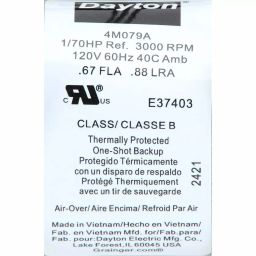 Dayton
4M079A
1/70HP Ref. 3000 RPM
120V 60Hz 40C Amb
.67 FLA .88 LRA
c UR US E37403
CLASS/ CLASSE B
Thermally Protected
One-Shot Backup
Protegido Térmicamente
con un disparo de respaldo
Protégé Thermiquement
avec un tir de sauvegarde
2421
Air-Over/ Aire Encima/ Refroid Par Air
Made in Vietnam/Hecho en Vietnam/
Fab. en Vietnam Mfd. for/Fab. para/
Fab. pour Dayton Electric Mfg. Co.,
Lake Forest, IL 60045 USA
Grainger.com®